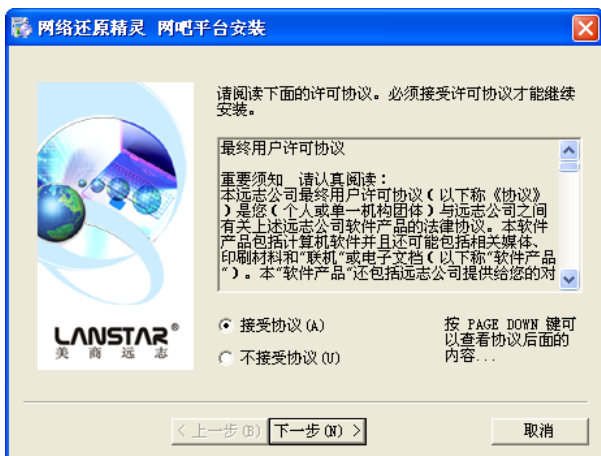 网络还原精灵 网吧平台安装
请阅读下面的许可协议。必须接受许可协议才能继续
安装。
最终用户许可协议
重要须知　请认真阅读：
本远志公司最终用户许可协议（以下称《协议》
）是您（个人或单一机构团体）与远志公司之间
有关上述远志公司软件产品的法律协议。本软件
产品包括计算机软件并且还可能包括相关媒体、
印刷材料和“联机”或电子文档（以下称“软件产品
”）。本“软件产品”还包括远志公司提供给您的对
LANSTAR®
美商远志
接受协议(A)
不接受协议(U)
按 PAGE DOWN 键可
以查看协议后面的
内容...
< 上一步(B)
下一步(N) >
取消